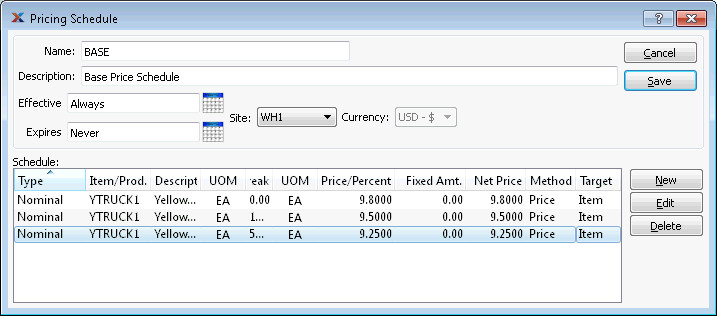 Pricing Schedule
Name: BASE
Cancel
Description: Base Price Schedule
Save
Effective Always
Site: WH1 Currency: USD - $
Expires Never
Schedule:
Type Item/Prod. Descript UOM reak UOM Price/Percent Fixed Amt. Net Price Method Target
New
Nominal YTRUCK1 Yellow... EA 0.00 EA 9.8000 0.00 9.8000 Price Item
Edit
Nominal YTRUCK1 Yellow... EA 1... EA 9.5000 0.00 9.5000 Price Item
Delete
Nominal YTRUCK1 Yellow... EA 5... EA 9.2500 0.00 9.2500 Price Item